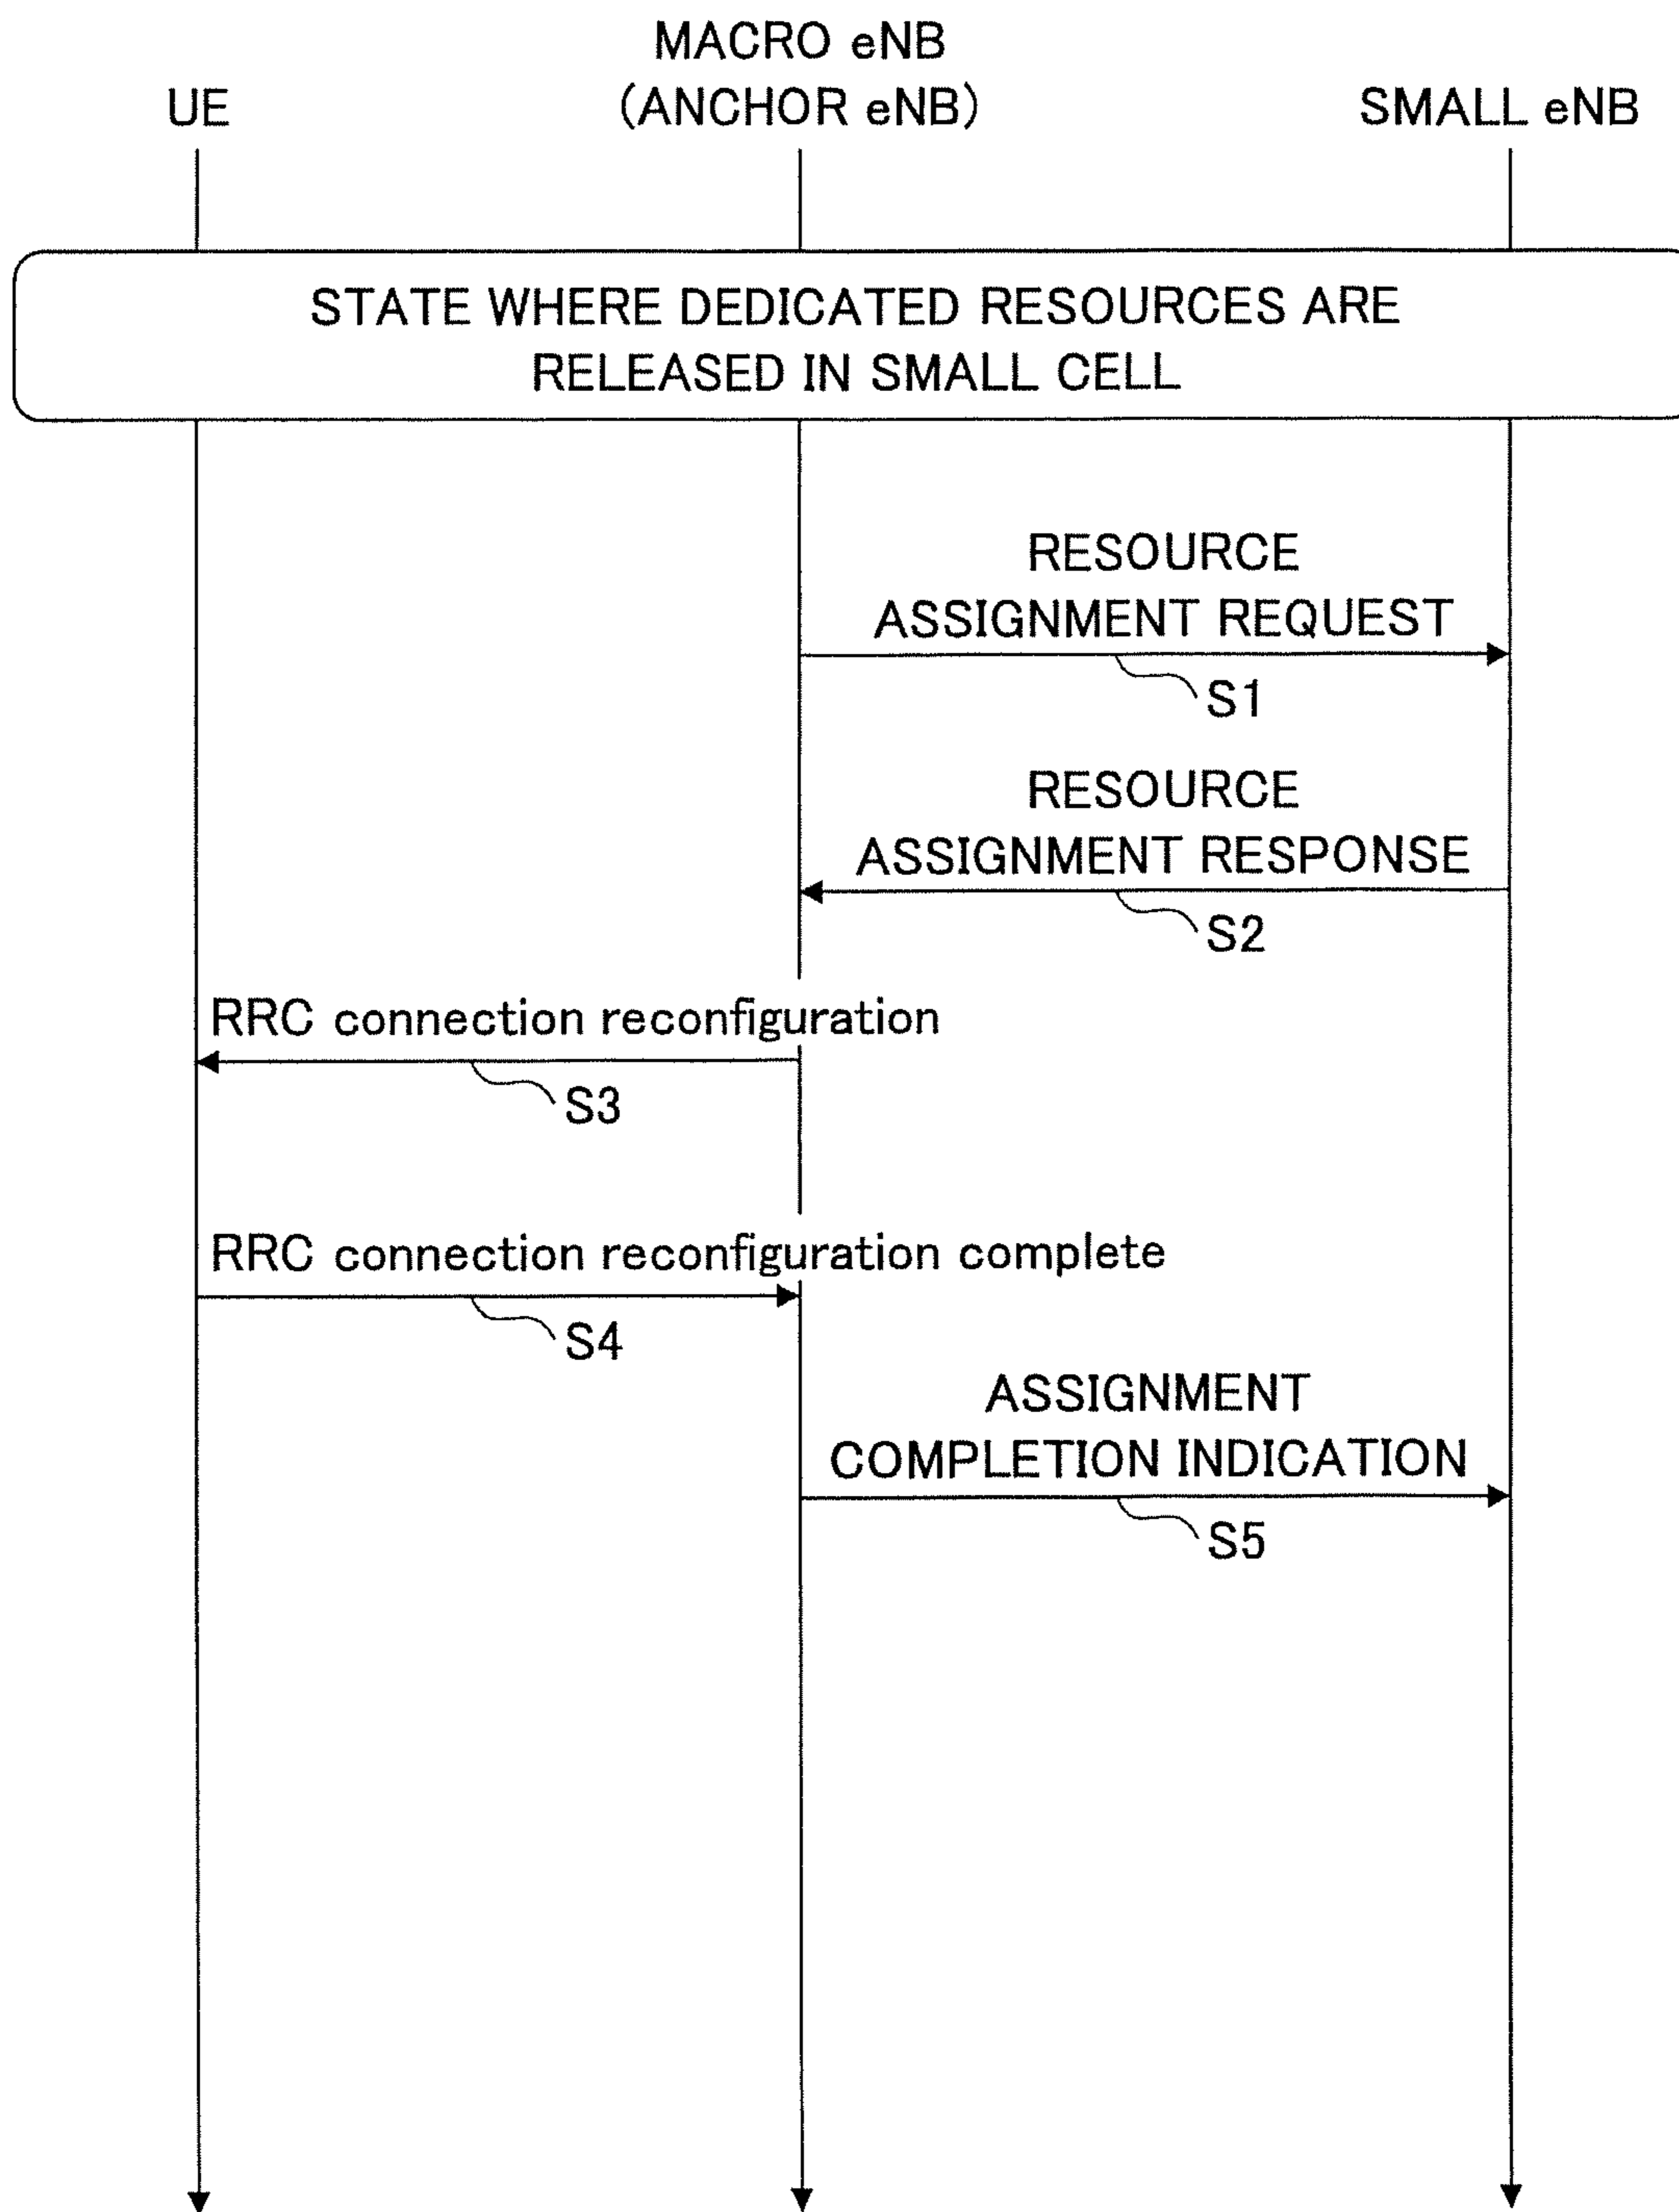 MACRO eNB
UE
(ANCHOR eNB)
SMALL eNB
STATE WHERE DEDICATED RESOURCES ARE
RELEASED IN SMALL CELL
RESOURCE
ASSIGNMENT REQUEST
S1
RESOURCE
ASSIGNMENT RESPONSE
S2
RRC connection reconfiguration
S3
RRC connection reconfiguration complete
S4
ASSIGNMENT
COMPLETION INDICATION
S5